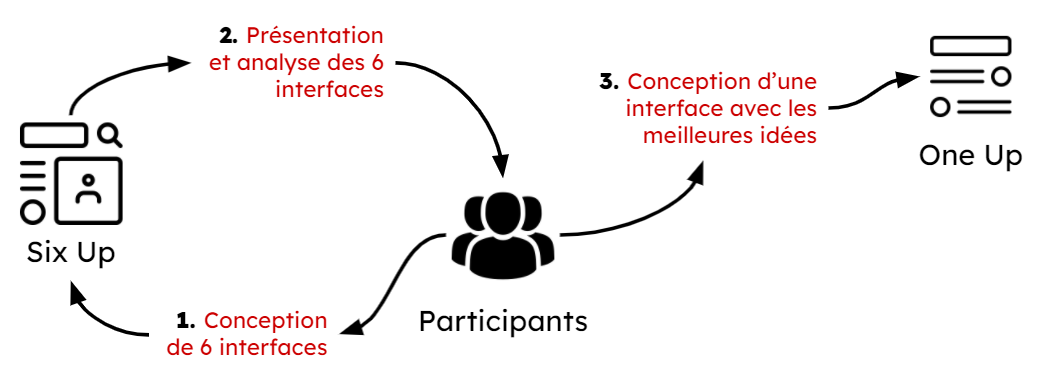 2. Présentation
et analyse des 6
interfaces
3. Conception d’une
interface avec les
meilleures idées
One Up
Six Up
1. Conception
de 6 interfaces
Participants